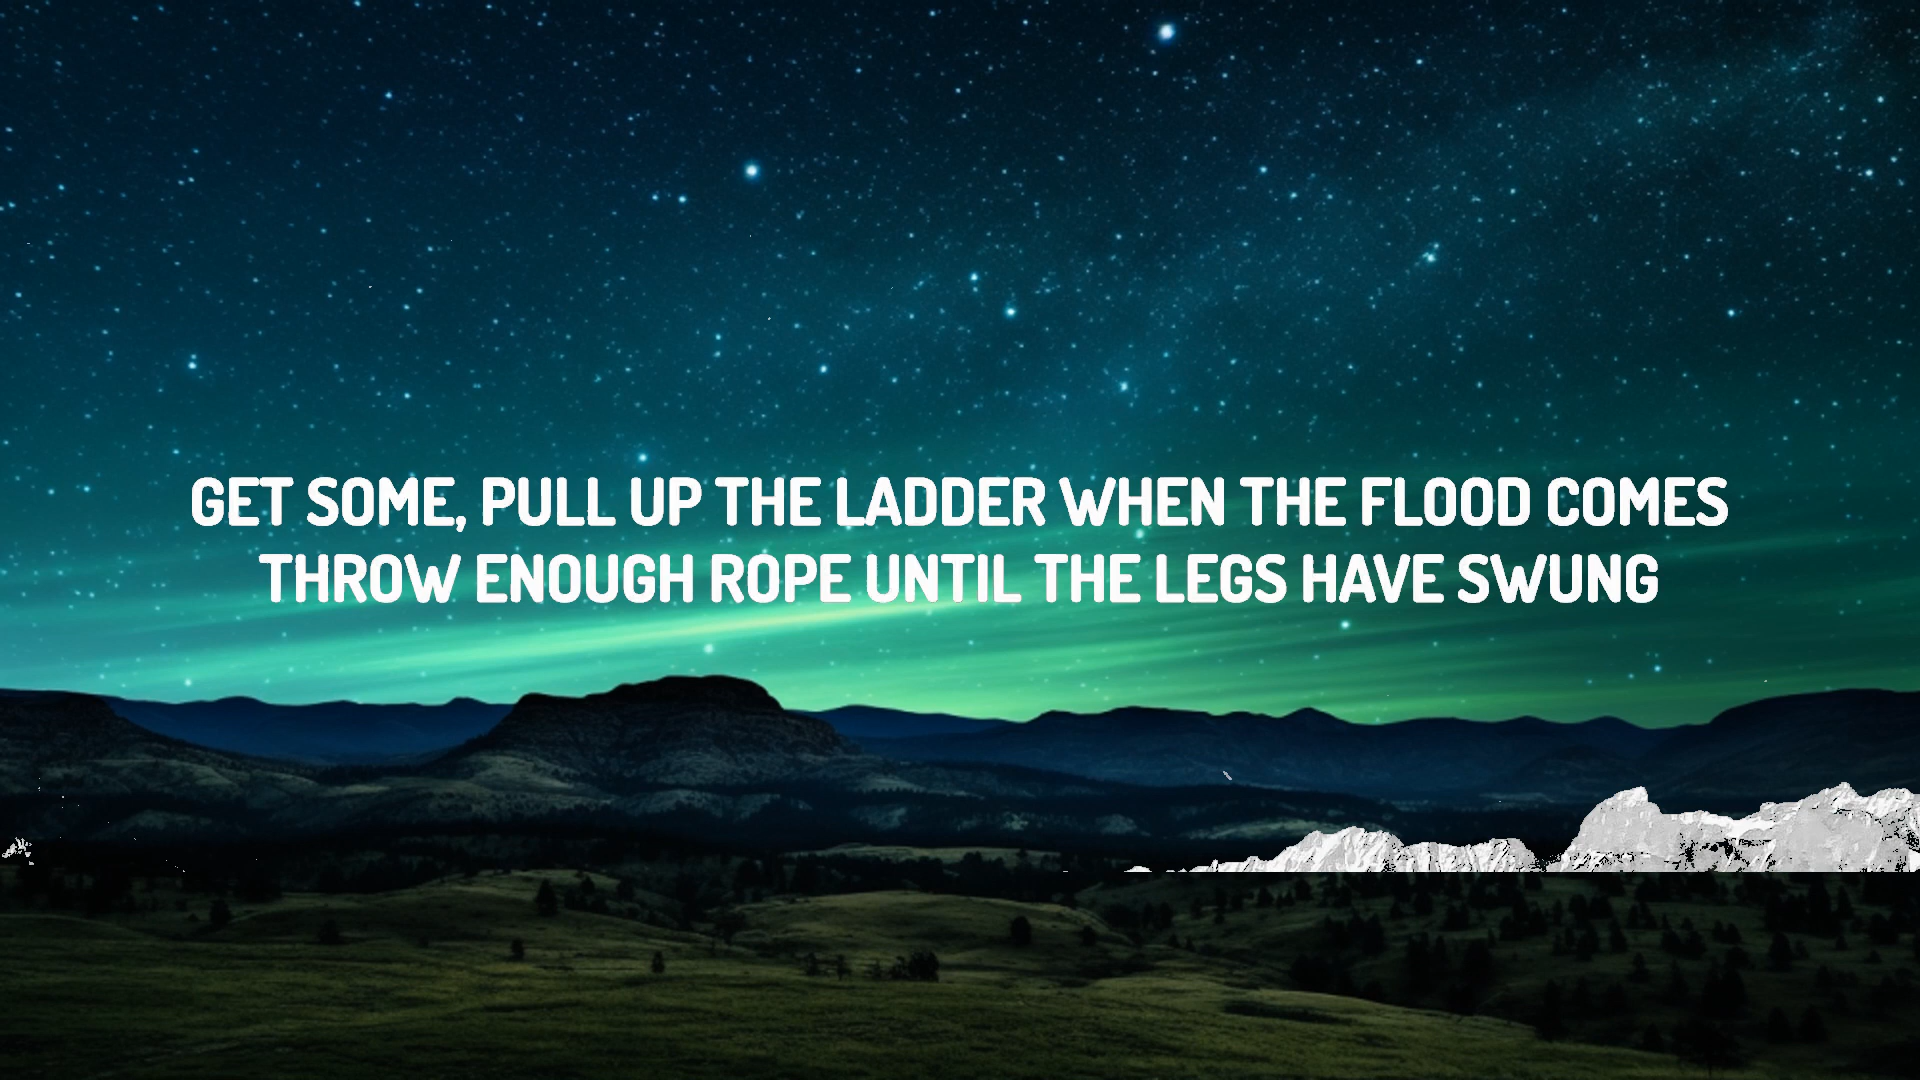 GET SOME, PULL UP THE LADDER WHEN THE FLOOD COMES
THROW ENOUGH ROPE UNTIL THE LEGS HAVE SWUNG